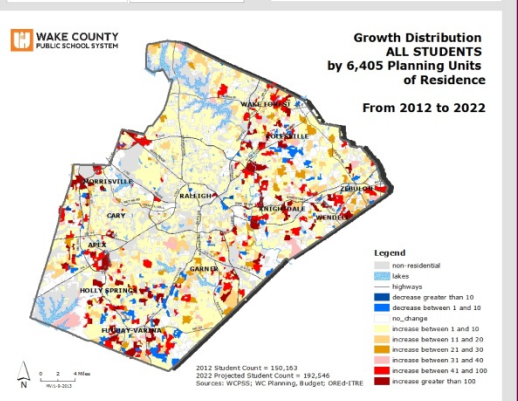 WAKE COUNTY
PUBLIC SCHOOL SYSTEM
Growth Distribution
ALL STUDENTS
by 6,405 Planning Units
of Residence
From 2012 to 2022
WAKE FOREST
ROLESVILLE
MORRISVILLE
RALEIGH
ZEBULON
KNIGHTDALE
WENDELL
CARY
APEX
GARNER
HOLLY SPRINGS
FUQUAY-VARINA
Legend
non-residential
lakes
highways
decrease greater than 10
decrease between 1 and 10
no_change
increase between 1 and 10
increase between 11 and 20
increase between 21 and 30
increase between 31 and 40
increase between 41 and 100
increase greater than 100
N
0 2 4 Miles
2012 Student Count = 150,163
2022 Projected Student Count = 192,546
Sources: WCPSS; WC Planning, Budget; OREd-ITRE